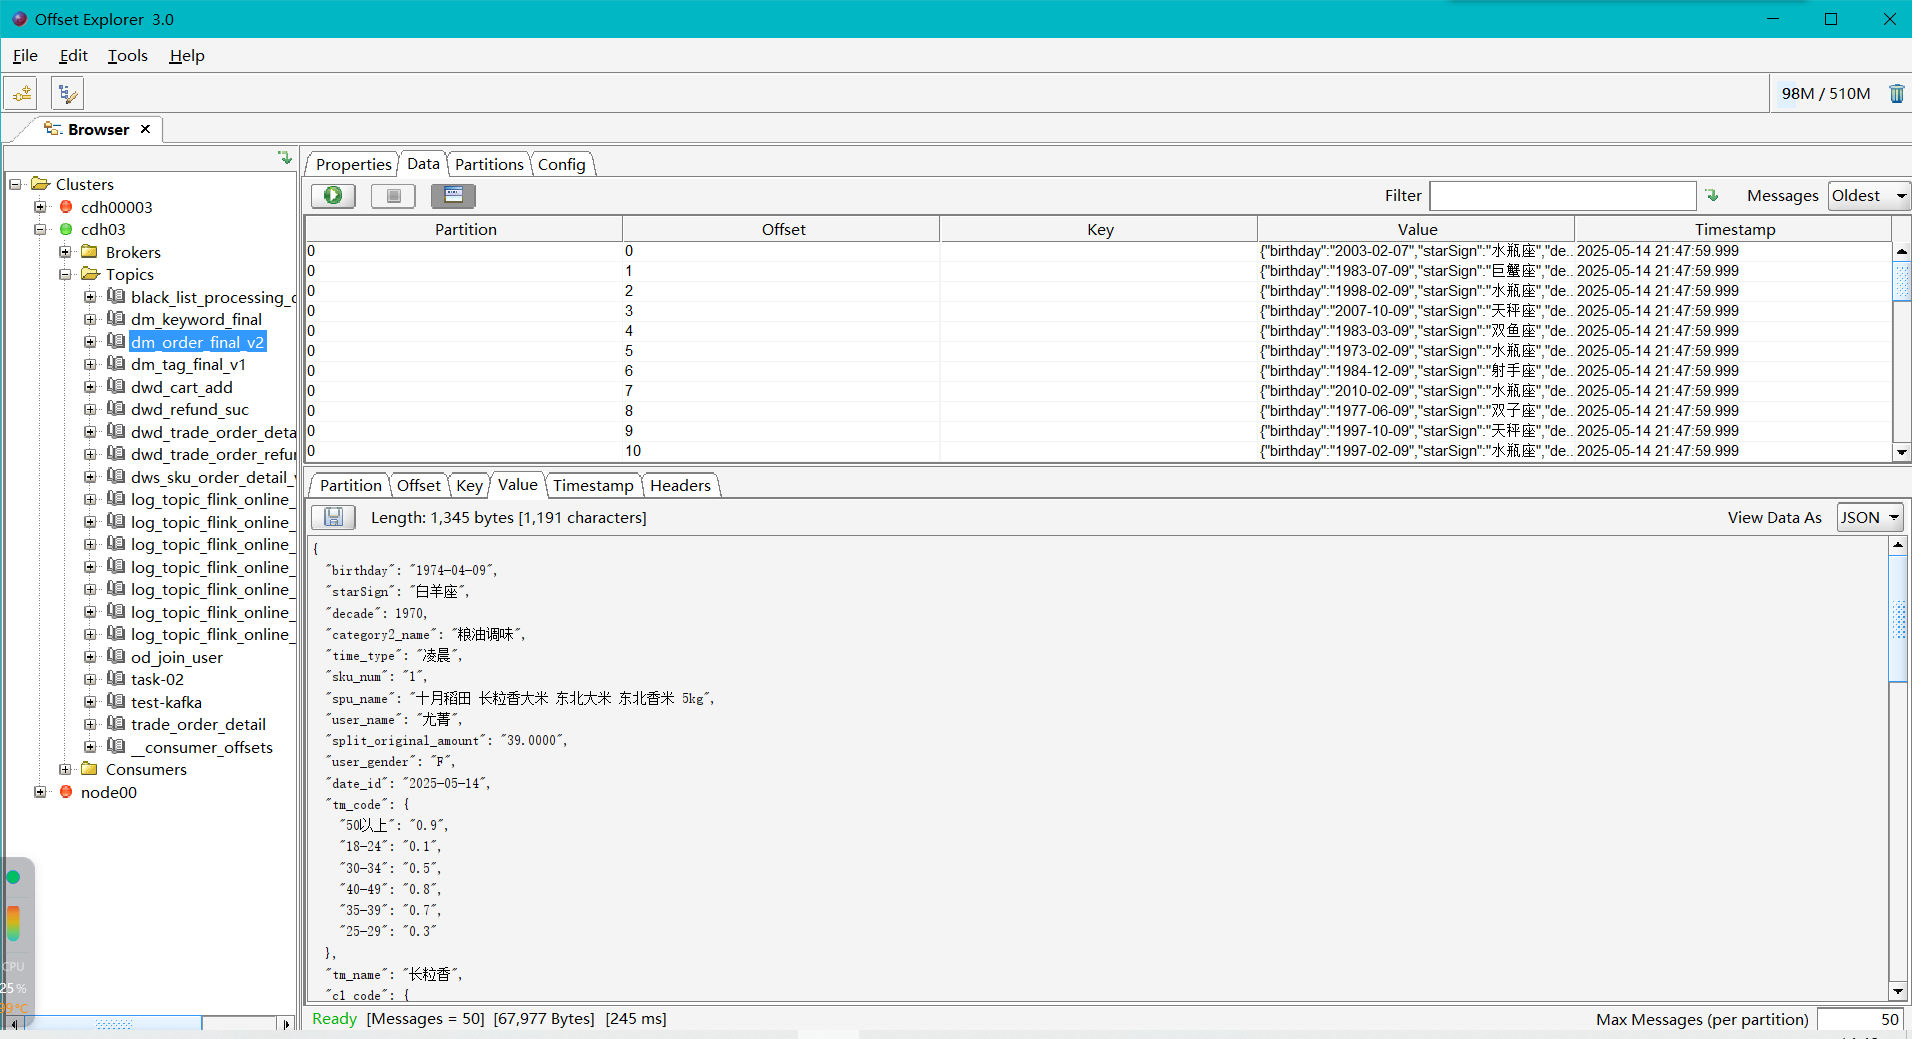 Offset Explorer 3.0
File Edit Tools Help
98M / 510M
Browser
Properties Data Partitions Config
Clusters
cdh00003
cdh03
Brokers
Topics
black_list_processing_
dm_keyword_final
dm_order_final_v2
dm_tag_final_v1
dwd_cart_add
dwd_refund_suc
dwd_trade_order_deta
dwd_trade_order_refur
dws_sku_order_detail_
log_topic_flink_online_
log_topic_flink_online_
log_topic_flink_online_
log_topic_flink_online_
log_topic_flink_online_
log_topic_flink_online_
log_topic_flink_online_
od_join_user
task-02
test-kafka
trade_order_detail
__consumer_offsets
Consumers
node00
CPU
25%
Filter Messages Oldest
Partition Offset Key Value Timestamp
0 0 {"birthday":"2003-02-07","starSign":"水瓶座","de... 2025-05-14 21:47:59.999
0 1 {"birthday":"1983-07-09","starSign":"巨蟹座","de... 2025-05-14 21:47:59.999
0 2 {"birthday":"1998-02-09","starSign":"水瓶座","de... 2025-05-14 21:47:59.999
0 3 {"birthday":"2007-10-09","starSign":"天秤座","de... 2025-05-14 21:47:59.999
0 4 {"birthday":"1983-03-09","starSign":"双鱼座","de... 2025-05-14 21:47:59.999
0 5 {"birthday":"1973-02-09","starSign":"水瓶座","de... 2025-05-14 21:47:59.999
0 6 {"birthday":"1984-12-09","starSign":"射手座","de... 2025-05-14 21:47:59.999
0 7 {"birthday":"2010-02-09","starSign":"水瓶座","de... 2025-05-14 21:47:59.999
0 8 {"birthday":"1977-06-09","starSign":"双子座","de... 2025-05-14 21:47:59.999
0 9 {"birthday":"1997-10-09","starSign":"天秤座","de... 2025-05-14 21:47:59.999
0 10 {"birthday":"1997-02-09","starSign":"水瓶座","de... 2025-05-14 21:47:59.999
Partition Offset Key Value Timestamp Headers
Length: 1,345 bytes [1,191 characters] View Data As JSON
{
"birthday": "1974-04-09",
"starSign": "白羊座",
"decade": 1970,
"category2_name": "粮油调味",
"time_type": "凌晨",
"sku_num": "1",
"spu_name": "十月稻田 长粒香大米 东北大米 东北香米 5kg",
"user_name": "尤菁",
"split_original_amount": "39.0000",
"user_gender": "F",
"date_id": "2025-05-14",
"tm_code": {
"50以上": "0.9",
"18-24": "0.1",
"30-34": "0.5",
"40-49": "0.8",
"35-39": "0.7",
"25-29": "0.3"
},
"tm_name": "长粒香",
"c1_code": {
Ready [Messages = 50] [67,977 Bytes] [245 ms] Max Messages (per partition) 50